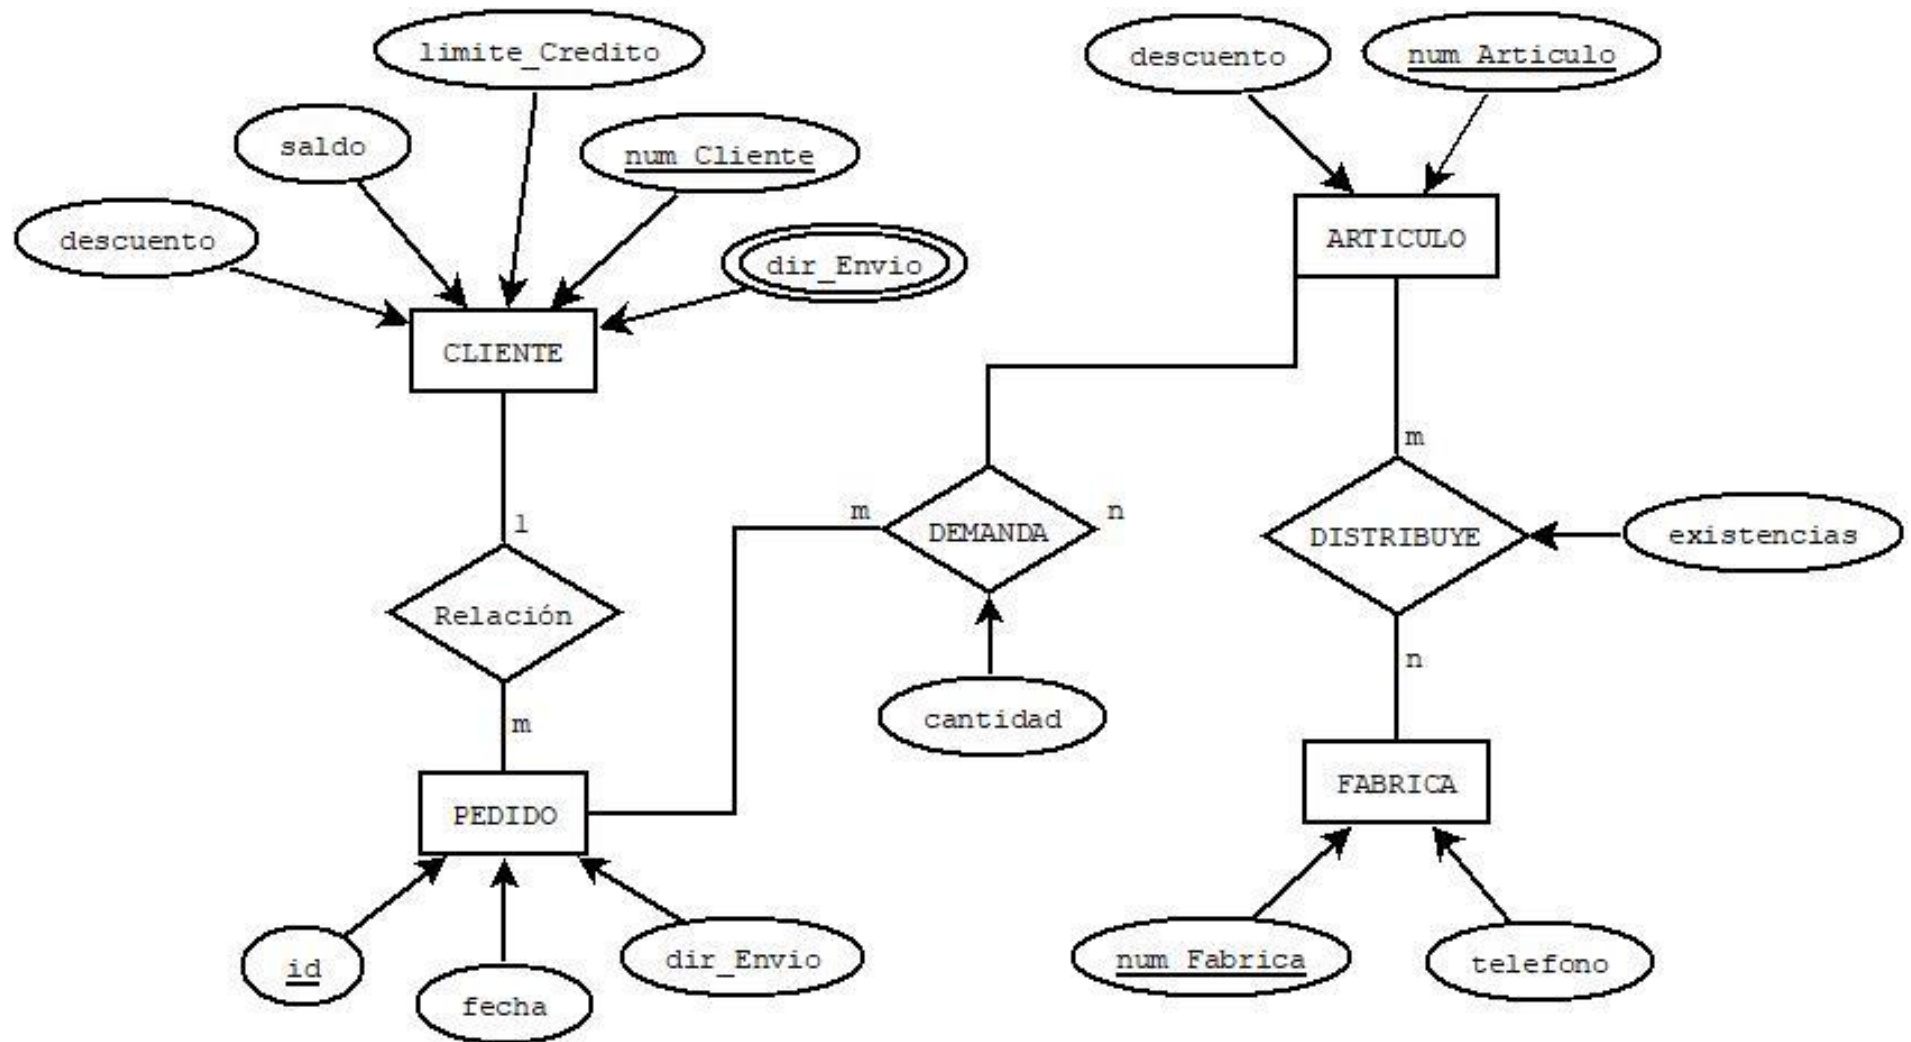 limite_Credito
descuento
num_Articulo
saldo
num_Cliente
descuento
dir_Envio
ARTICULO
CLIENTE
m
m
n
1
DEMANDA
DISTRIBUYE
existencias
Relación
n
m
cantidad
FABRICA
PEDIDO
id
fecha
dir_Envio
num_Fabrica
telefono